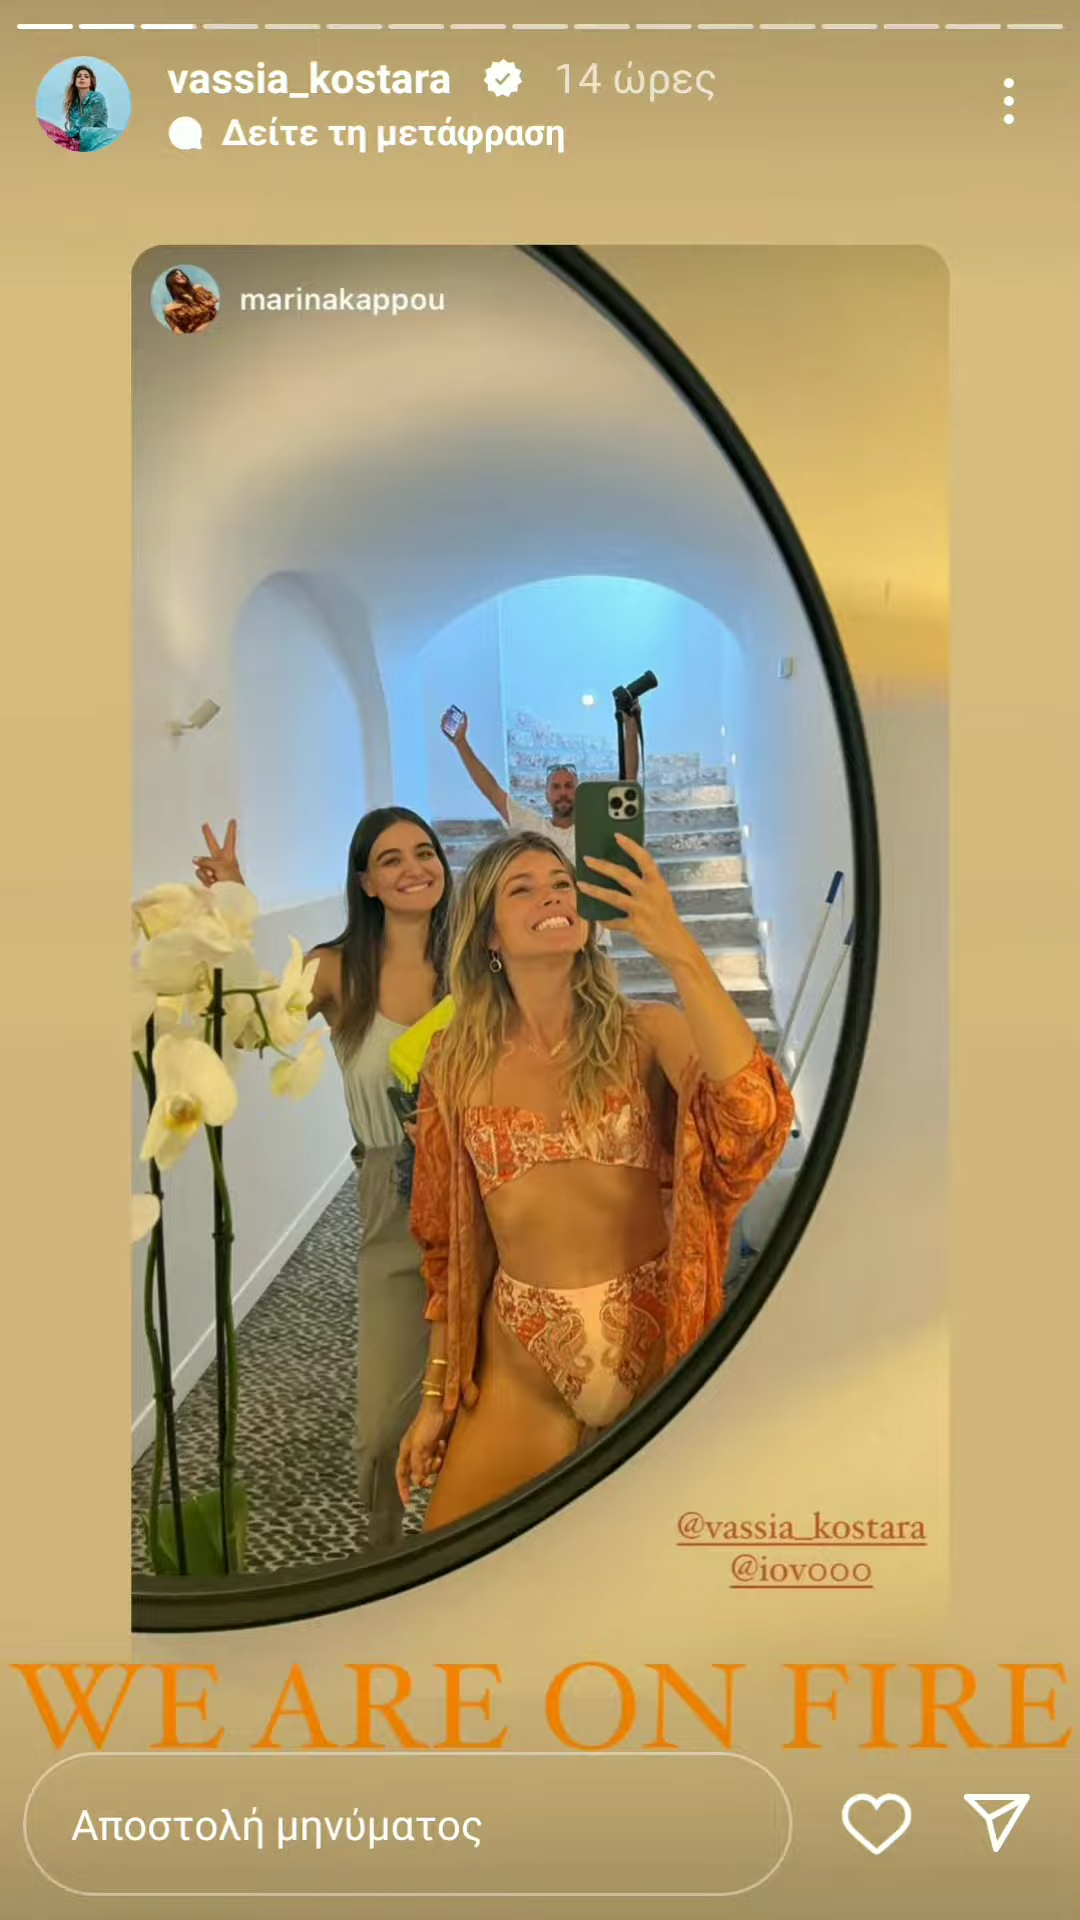 vassia_kostara 14 ώρες
Δείτε τη μετάφραση
marinakappou
@vassia_kostara
@iovooo
WE ARE ON FIRE
Αποστολή μηνύματος